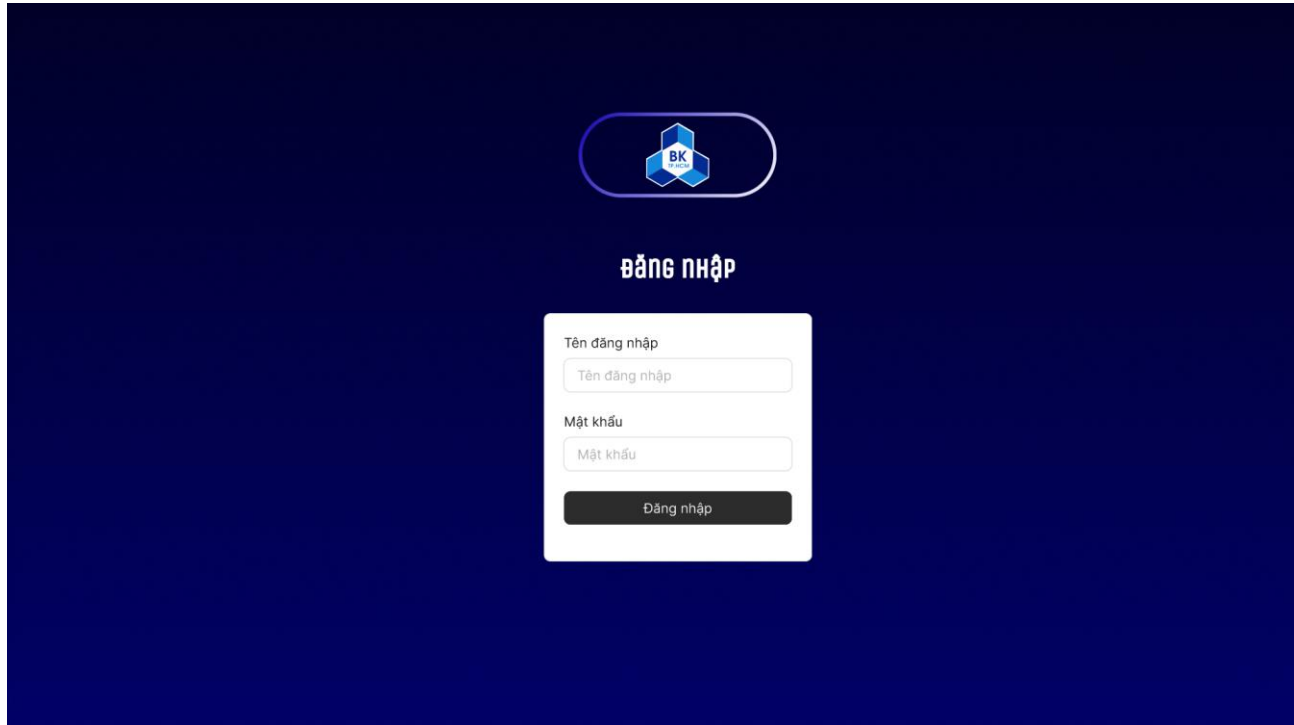 BK
TP.HCM
ĐĂNG NHẬP
Tên đăng nhập
Tên đăng nhập
Mật khẩu
Mật khẩu
Đăng nhập